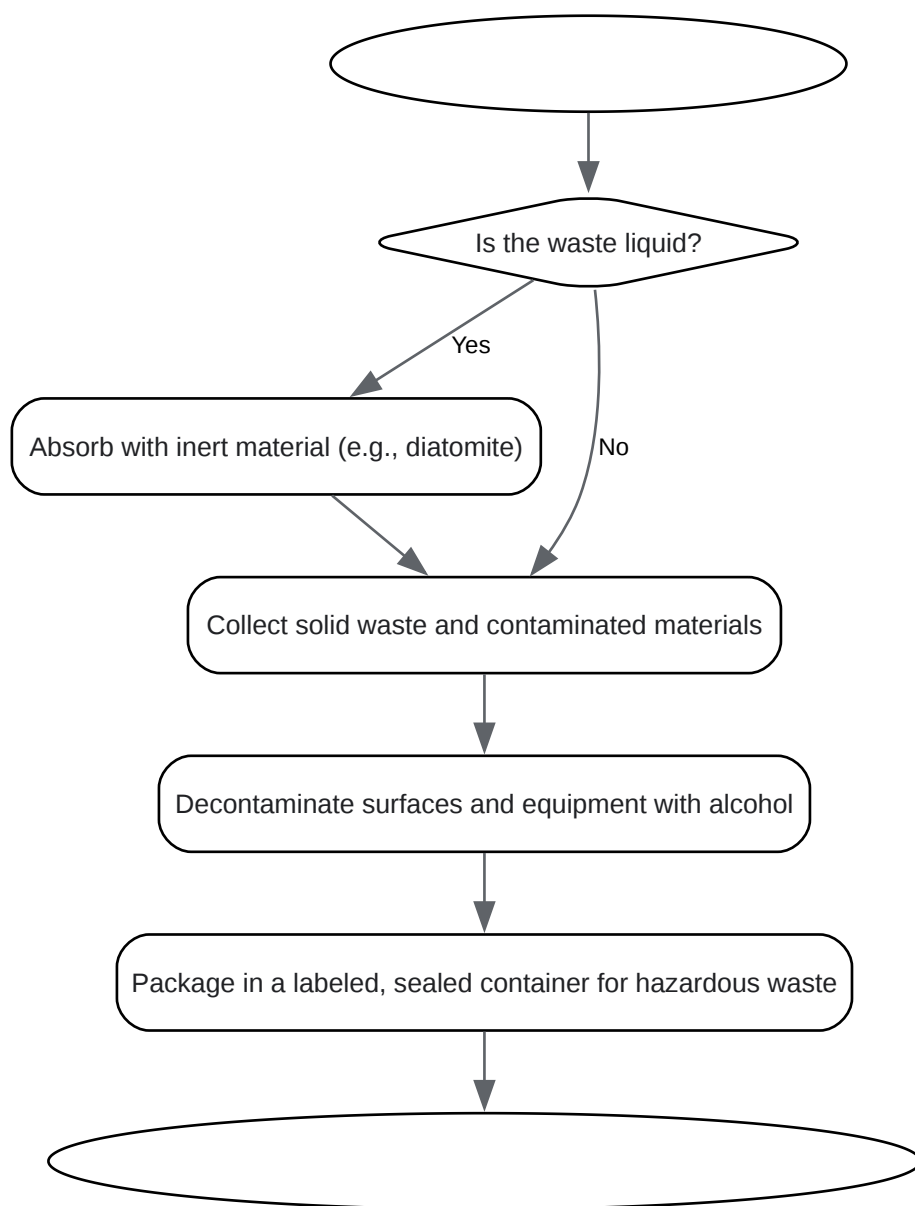 Is the waste liquid?
Yes
Absorb with inert material (e.g., diatomite)
No
Collect solid waste and contaminated materials
Decontaminate surfaces and equipment with alcohol
Package in a labeled, sealed container for hazardous waste